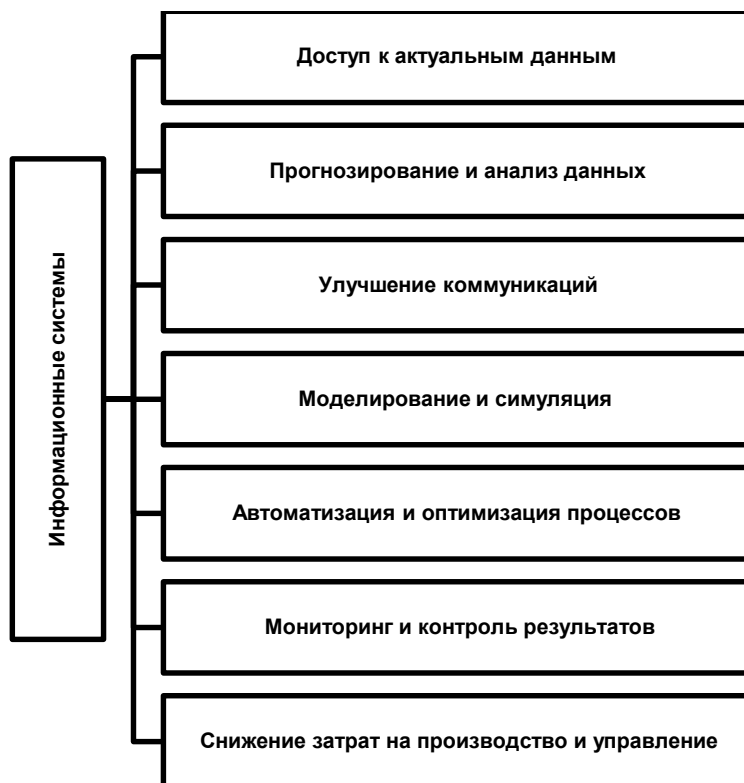 Информационные системы
Доступ к актуальным данным
Прогнозирование и анализ данных
Улучшение коммуникаций
Моделирование и симуляция
Автоматизация и оптимизация процессов
Мониторинг и контроль результатов
Снижение затрат на производство и управление